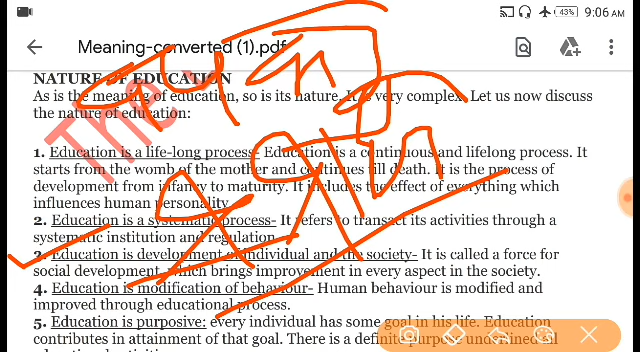 43% 9:06 AM
Meaning-converted (1).pdf
NATURE OF EDUCATION
As is the meaning of education, so is its nature. It is very complex. Let us now discuss
the nature of education:
1. Education is a life-long process- Education is a continuous and lifelong process. It
starts from the womb of the mother and continues till death. It is the process of
development from infancy to maturity. It includes the effect of everything which
influences human personality.
2. Education is a systematic process- It refers to transact its activities through a
systematic institution and regulation.
3. Education is development of individual and the society- It is called a force for
social development, which brings improvement in every aspect in the society.
4. Education is modification of behaviour- Human behaviour is modified and
improved through educational process.
5. Education is purposive: every individual has some goal in his life. Education
contributes in attainment of that goal. There is a definite purpose underlined all
The